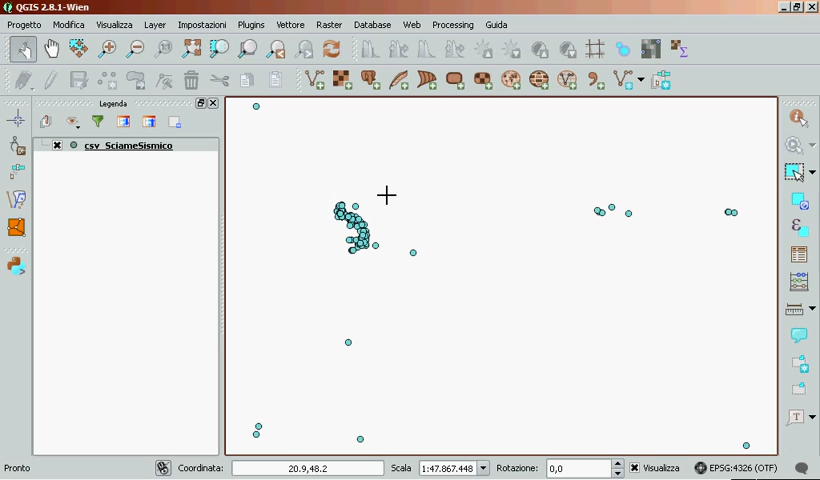 QGIS 2.8.1-Wien
Progetto Modifica Visualizza Layer Impostazioni Plugins Vettore Raster Database Web Processing Guida
Legenda
csv_SciameSismico
Pronto Coordinata: 20.9,48.2 Scala 1:47.867.448 Rotazione: 0,0 Visualizza EPSG:4326 (OTF)